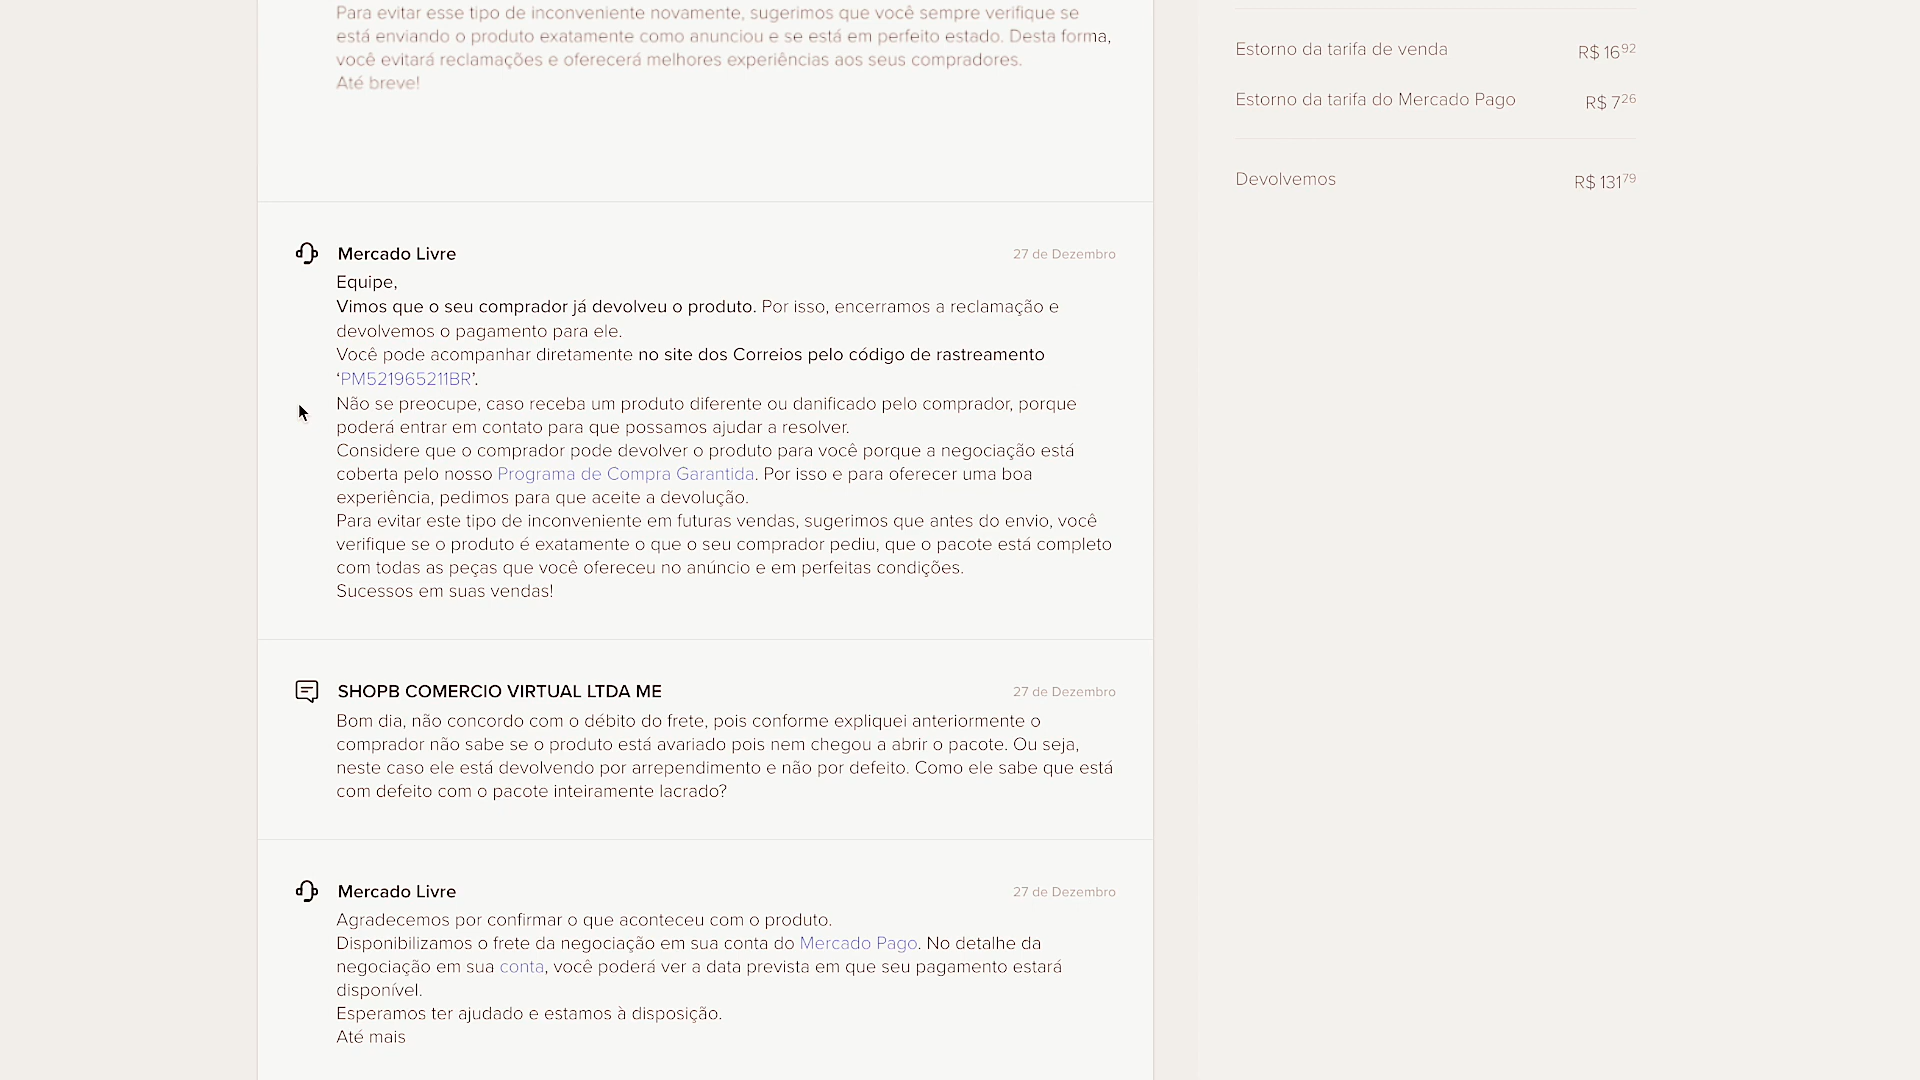 Para evitar esse tipo de inconveniente novamente, sugerimos que você sempre verifique se
está enviando o produto exatamente como anunciou e se está em perfeito estado. Desta forma,
você evitará reclamações e oferecerá melhores experiências aos seus compradores.
Até breve!
Mercado Livre
27 de Dezembro
Equipe,
Vimos que o seu comprador já devolveu o produto. Por isso, encerramos a reclamação e
devolvemos o pagamento para ele.
Você pode acompanhar diretamente no site dos Correios pelo código de rastreamento
‘PM521965211BR’.
Não se preocupe, caso receba um produto diferente ou danificado pelo comprador, porque
poderá entrar em contato para que possamos ajudar a resolver.
Considere que o comprador pode devolver o produto para você porque a negociação está
coberta pelo nosso Programa de Compra Garantida. Por isso e para oferecer uma boa
experiência, pedimos para que aceite a devolução.
Para evitar este tipo de inconveniente em futuras vendas, sugerimos que antes do envio, você
verifique se o produto é exatamente o que o seu comprador pediu, que o pacote está completo
com todas as peças que você ofereceu no anúncio e em perfeitas condições.
Sucessos em suas vendas!
SHOPB COMERCIO VIRTUAL LTDA ME
27 de Dezembro
Bom dia, não concordo com o débito do frete, pois conforme expliquei anteriormente o
comprador não sabe se o produto está avariado pois nem chegou a abrir o pacote. Ou seja,
neste caso ele está devolvendo por arrependimento e não por defeito. Como ele sabe que está
com defeito com o pacote inteiramente lacrado?
Mercado Livre
27 de Dezembro
Agradecemos por confirmar o que aconteceu com o produto.
Disponibilizamos o frete da negociação em sua conta do Mercado Pago. No detalhe da
negociação em sua conta, você poderá ver a data prevista em que seu pagamento estará
disponível.
Esperamos ter ajudado e estamos à disposição.
Até mais
Estorno da tarifa de venda R$ 16 92
Estorno da tarifa do Mercado Pago R$ 7 26
Devolvemos R$ 131 79